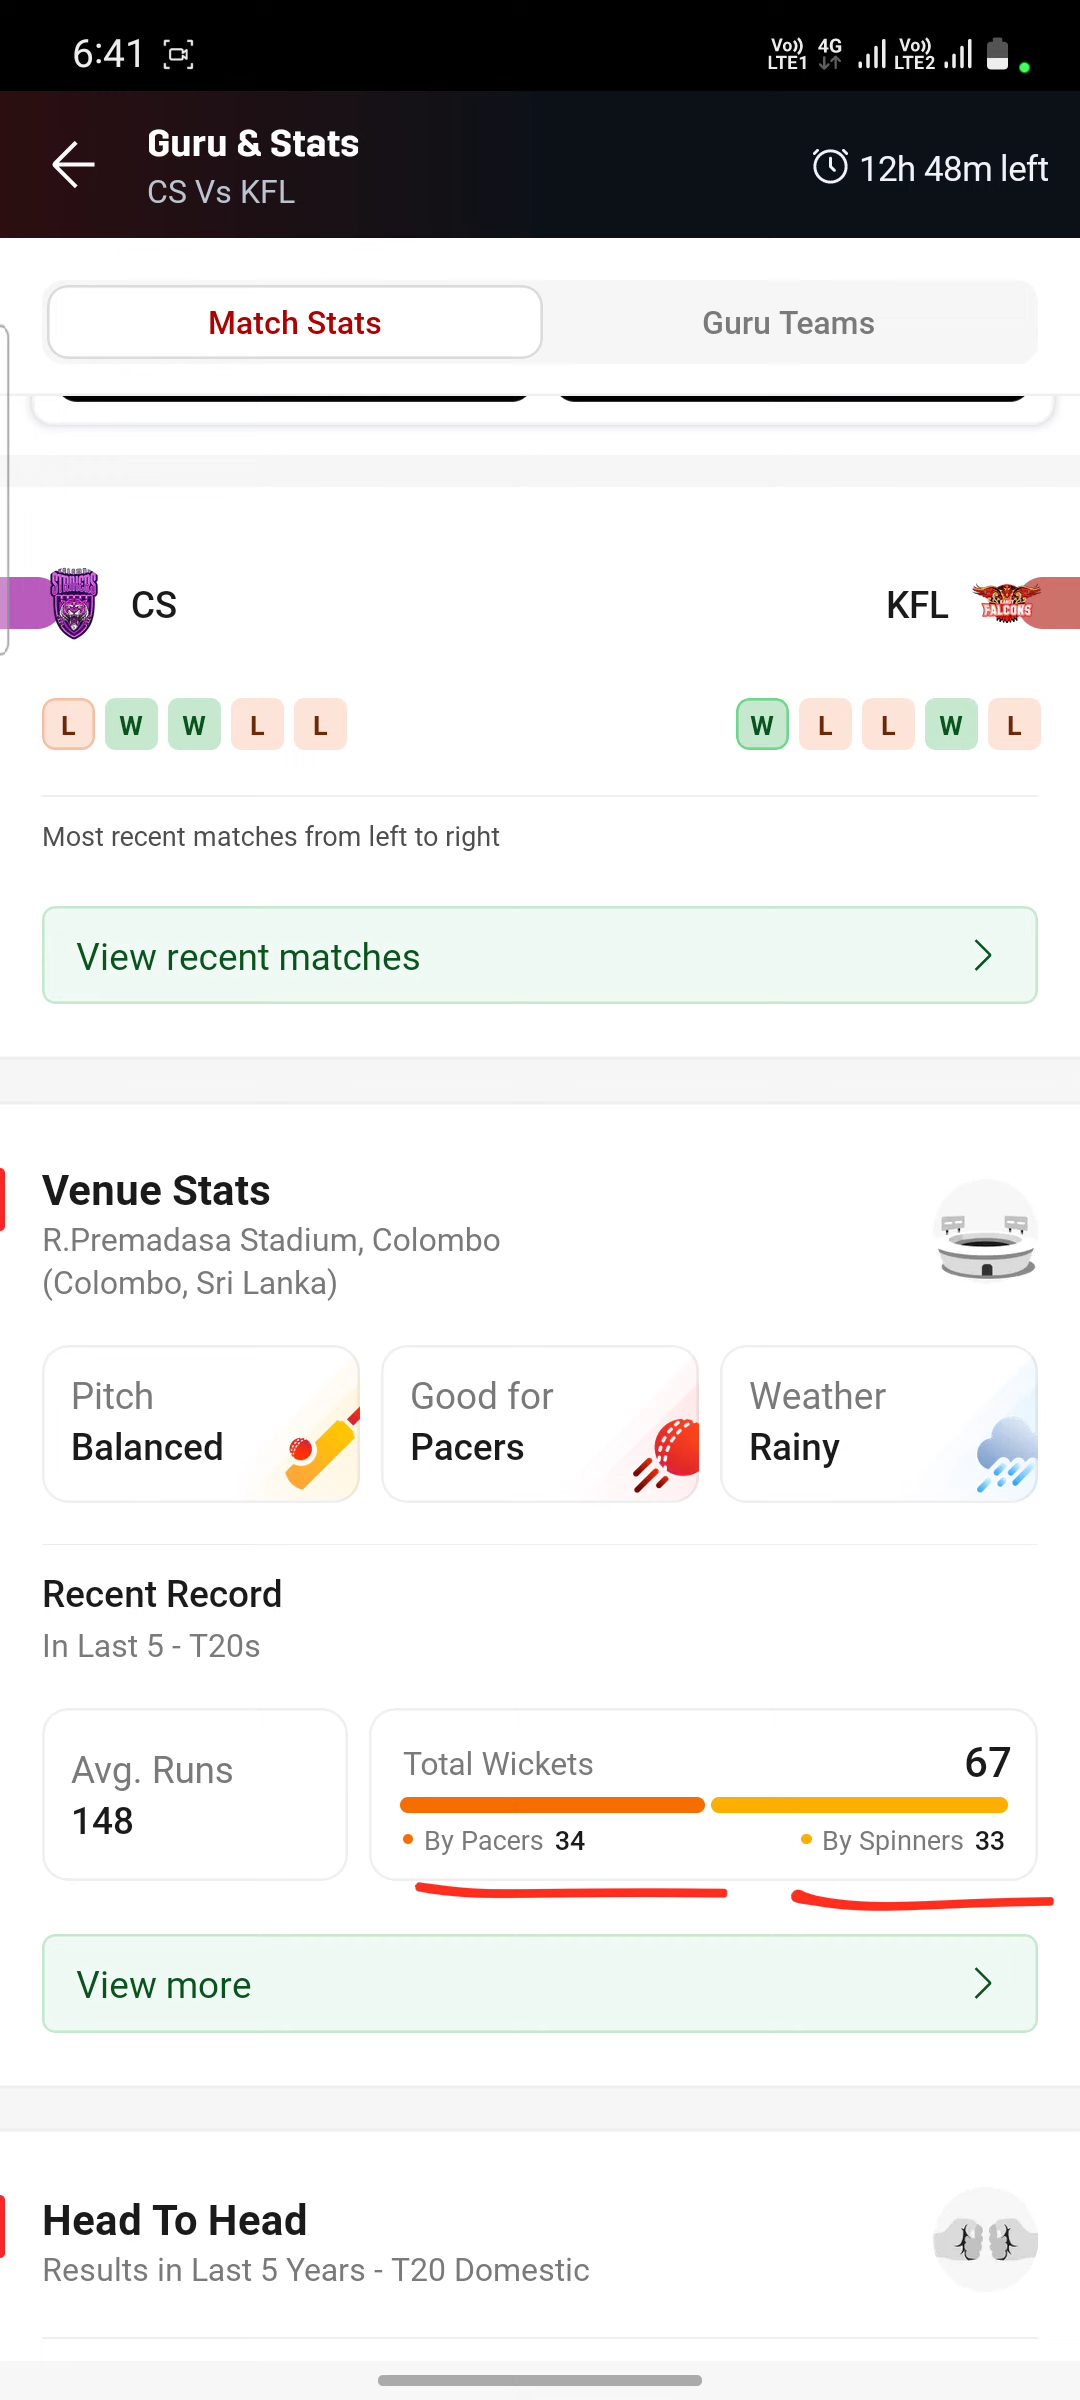 6:41
Vo)) LTE1 4G Vo)) LTE2
Guru & Stats
CS Vs KFL
12h 48m left
Match Stats
Guru Teams
STRIKERS
CS
KFL
FALCONS
L W W L L
W L L W L
Most recent matches from left to right
View recent matches
Venue Stats
R.Premadasa Stadium, Colombo
(Colombo, Sri Lanka)
Pitch
Balanced
Good for
Pacers
Weather
Rainy
Recent Record
In Last 5 - T20s
Avg. Runs
148
Total Wickets 67
By Pacers 34
By Spinners 33
View more
Head To Head
Results in Last 5 Years - T20 Domestic